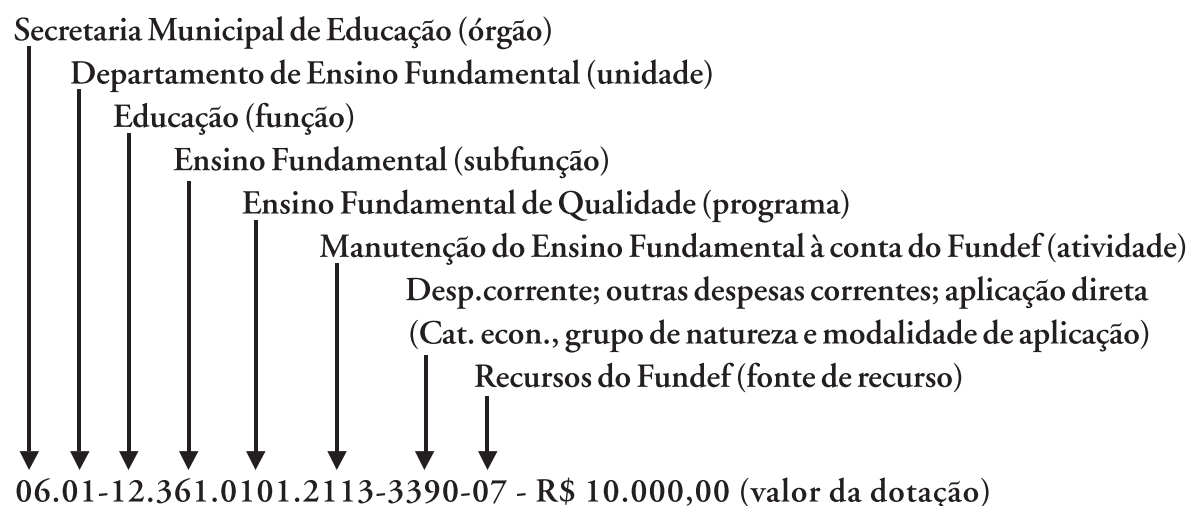 Secretaria Municipal de Educação (órgão)
Departamento de Ensino Fundamental (unidade)
Educação (função)
Ensino Fundamental (subfunção)
Ensino Fundamental de Qualidade (programa)
Manutenção do Ensino Fundamental à conta do Fundef (atividade)
Desp.corrente; outras despesas correntes; aplicação direta
(Cat. econ., grupo de natureza e modalidade de aplicação)
Recursos do Fundef (fonte de recurso)
06.01-12.361.0101.2113-3390-07 - R$ 10.000,00 (valor da dotação)